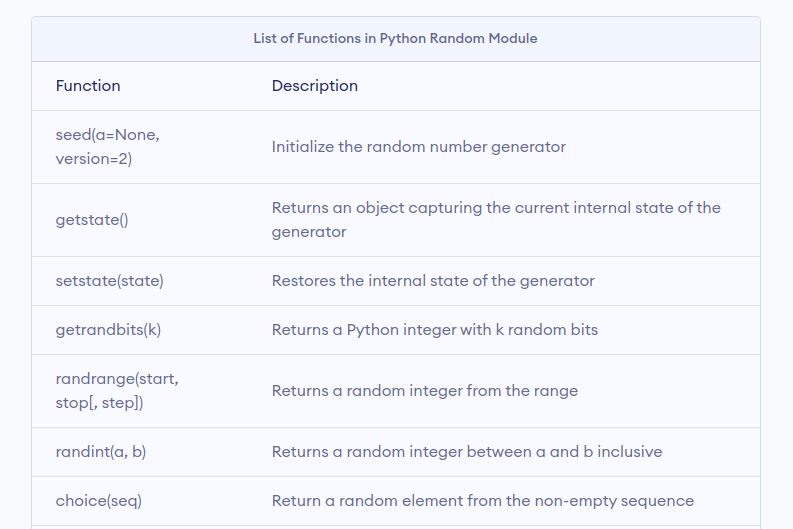 List of Functions in Python Random Module
Function Description
seed(a=None,
version=2)
Initialize the random number generator
getstate()
Returns an object capturing the current internal state of the
generator
setstate(state) Restores the internal state of the generator
getrandbits(k) Returns a Python integer with k random bits
randrange(start,
stop[, step])
Returns a random integer from the range
randint(a, b) Returns a random integer between a and b inclusive
choice(seq) Return a random element from the non-empty sequence